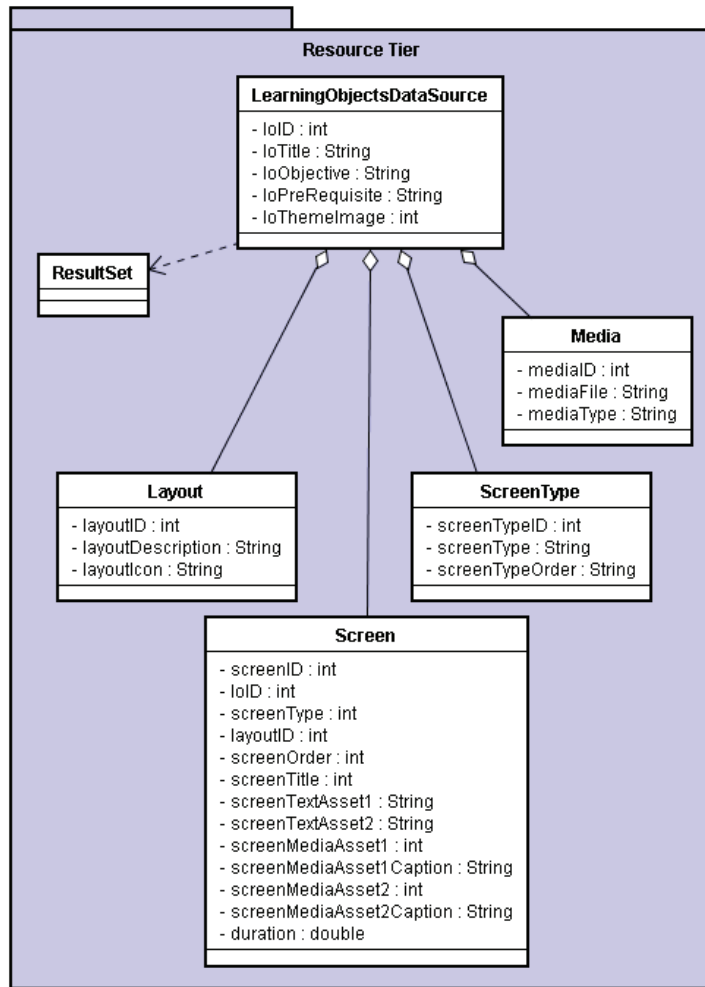 Resource Tier
LearningObjectsDataSource
- loID : int
- loTitle : String
- loObjective : String
- loPreRequisite : String
- loThemeImage : int
ResultSet
Media
- mediaID : int
- mediaFile : String
- mediaType : String
Layout
- layoutID : int
- layoutDescription : String
- layoutIcon : String
ScreenType
- screenTypeID : int
- screenType : String
- screenTypeOrder : String
Screen
- screenID : int
- loID : int
- screenType : int
- layoutID : int
- screenOrder : int
- screenTitle : int
- screenTextAsset1 : String
- screenTextAsset2 : String
- screenMediaAsset1 : int
- screenMediaAsset1Caption : String
- screenMediaAsset2 : int
- screenMediaAsset2Caption : String
- duration : double